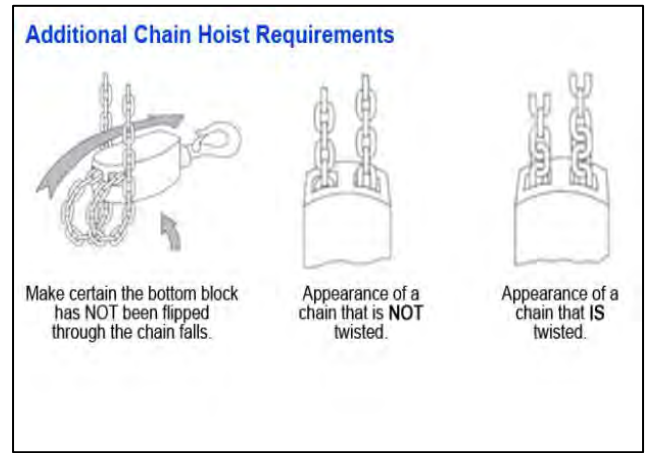 Additional Chain Hoist Requirements
Make certain the bottom block
has NOT been flipped
through the chain falls.
Appearance of a
chain that is NOT
twisted.
Appearance of a
chain that IS
twisted.